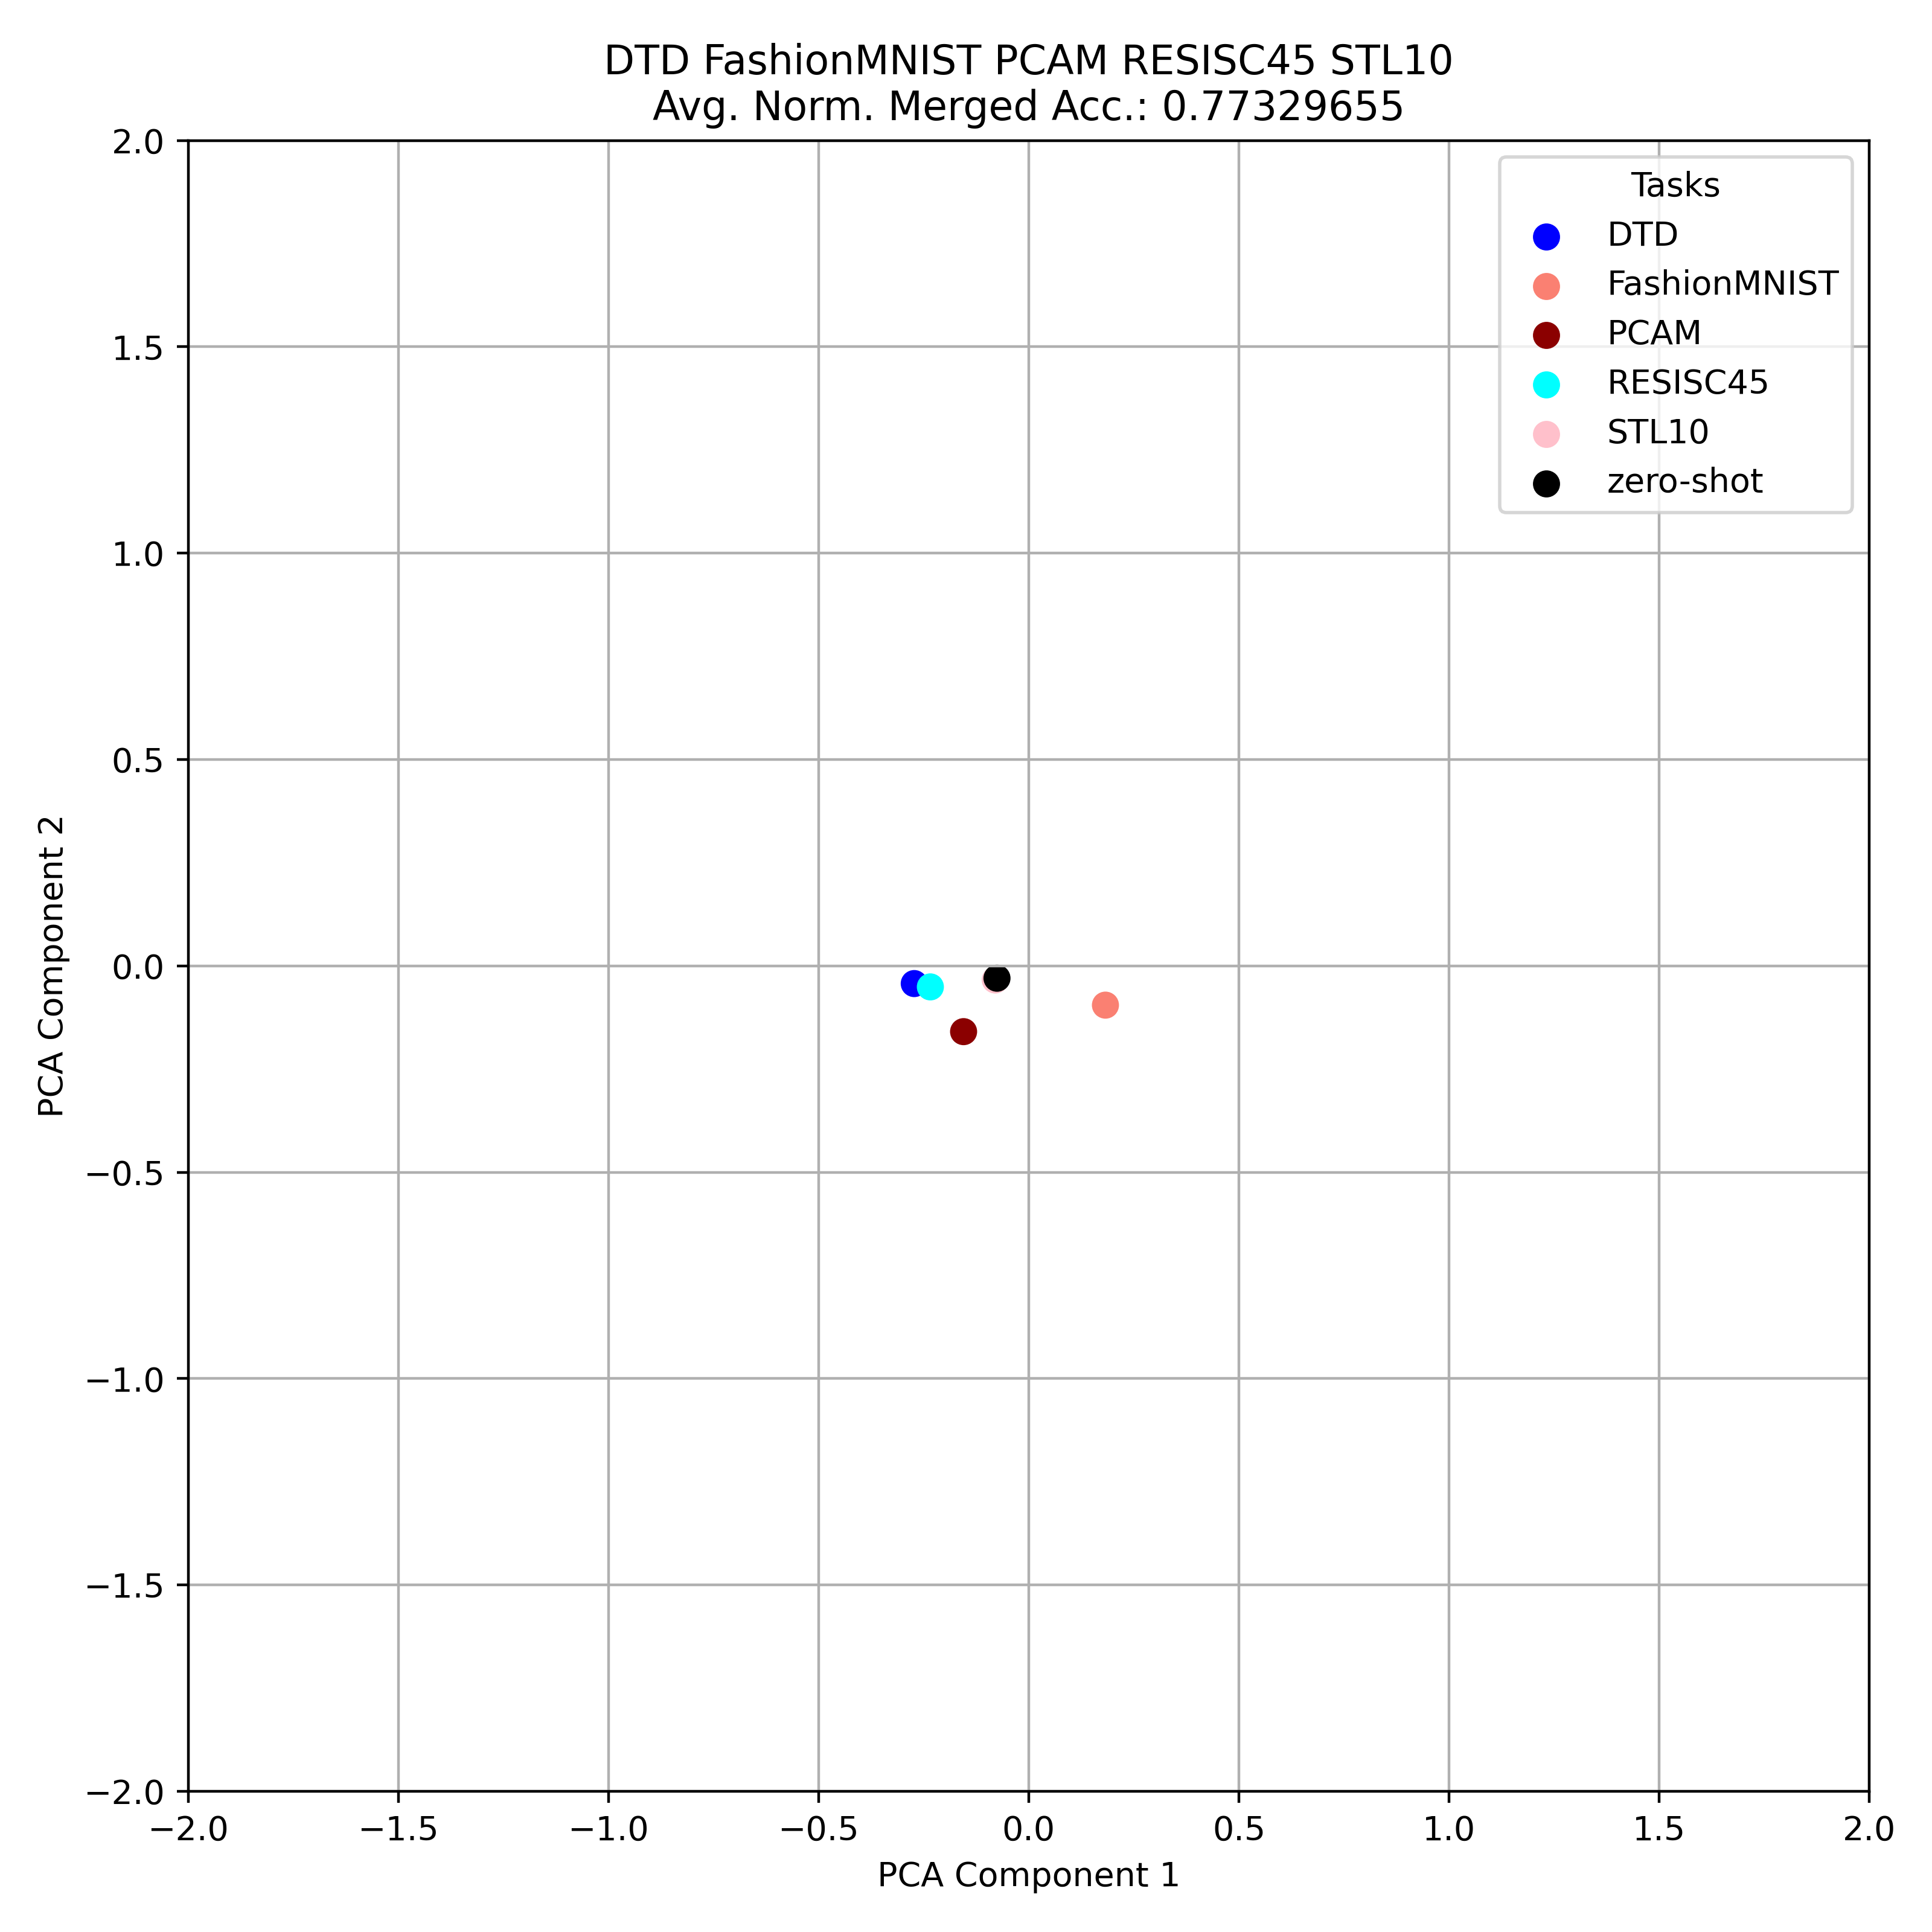 DTD FashionMNIST PCAM RESISC45 STL10
Avg. Norm. Merged Acc.: 0.77329655
Tasks
DTD
FashionMNIST
PCAM
RESISC45
STL10
zero-shot
2.0
1.5
1.0
0.5
0.0
−0.5
−1.0
−1.5
−2.0
PCA Component 2
−2.0 −1.5 −1.0 −0.5 0.0 0.5 1.0 1.5 2.0
PCA Component 1